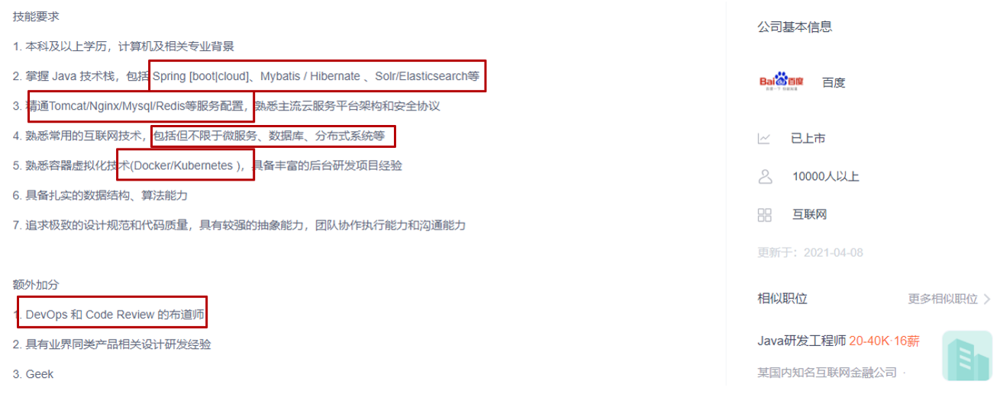 技能要求
1. 本科及以上学历，计算机及相关专业背景
2. 掌握 Java 技术栈，包括 Spring [boot|cloud]、Mybatis / Hibernate 、Solr/Elasticsearch等
3. 精通Tomcat/Nginx/Mysql/Redis等服务配置，熟悉主流云服务平台架构和安全协议
4. 熟悉常用的互联网技术，包括但不限于微服务、数据库、分布式系统等
5. 熟悉容器虚拟化技术(Docker/Kubernetes )，具备丰富的后台研发项目经验
6. 具备扎实的数据结构、算法能力
7. 追求极致的设计规范和代码质量，具有较强的抽象能力，团队协作执行能力和沟通能力
额外加分
1. DevOps 和 Code Review 的布道师
2. 具有业界同类产品相关设计研发经验
3. Geek
公司基本信息
Bai du 百度
百度一下 你就知道
百度
已上市
10000人以上
互联网
更新于：2021-04-08
相似职位 更多相似职位
Java研发工程师 20-40K·16薪
某国内知名互联网金融公司 ·